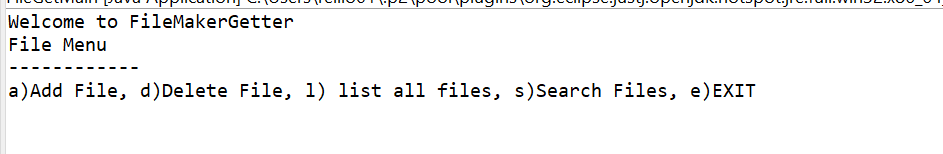 Welcome to FileMakerGetter
File Menu
------------
a)Add File, d)Delete File, l) list all files, s)Search Files, e)EXIT